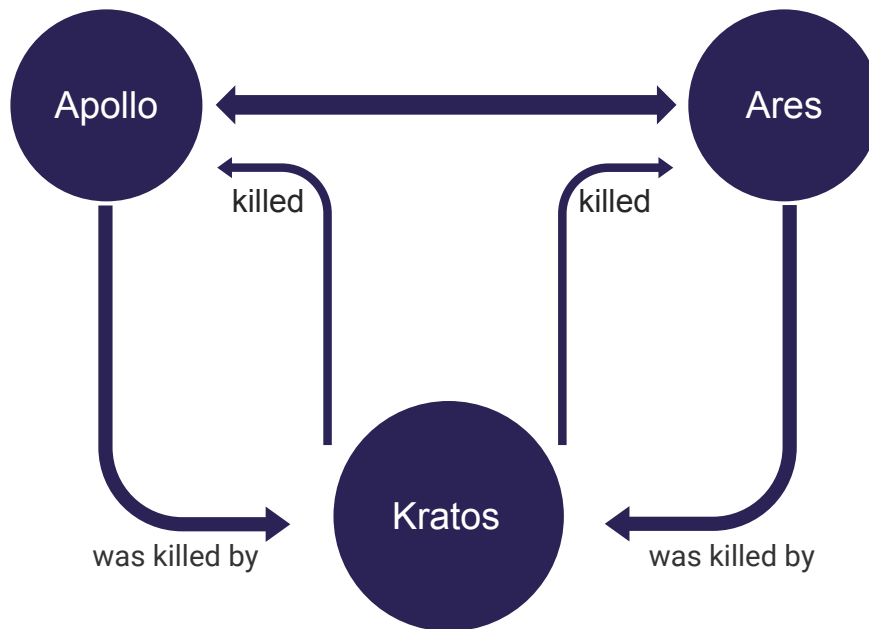 Apollo
Ares
killed
killed
Kratos
was killed by
was killed by